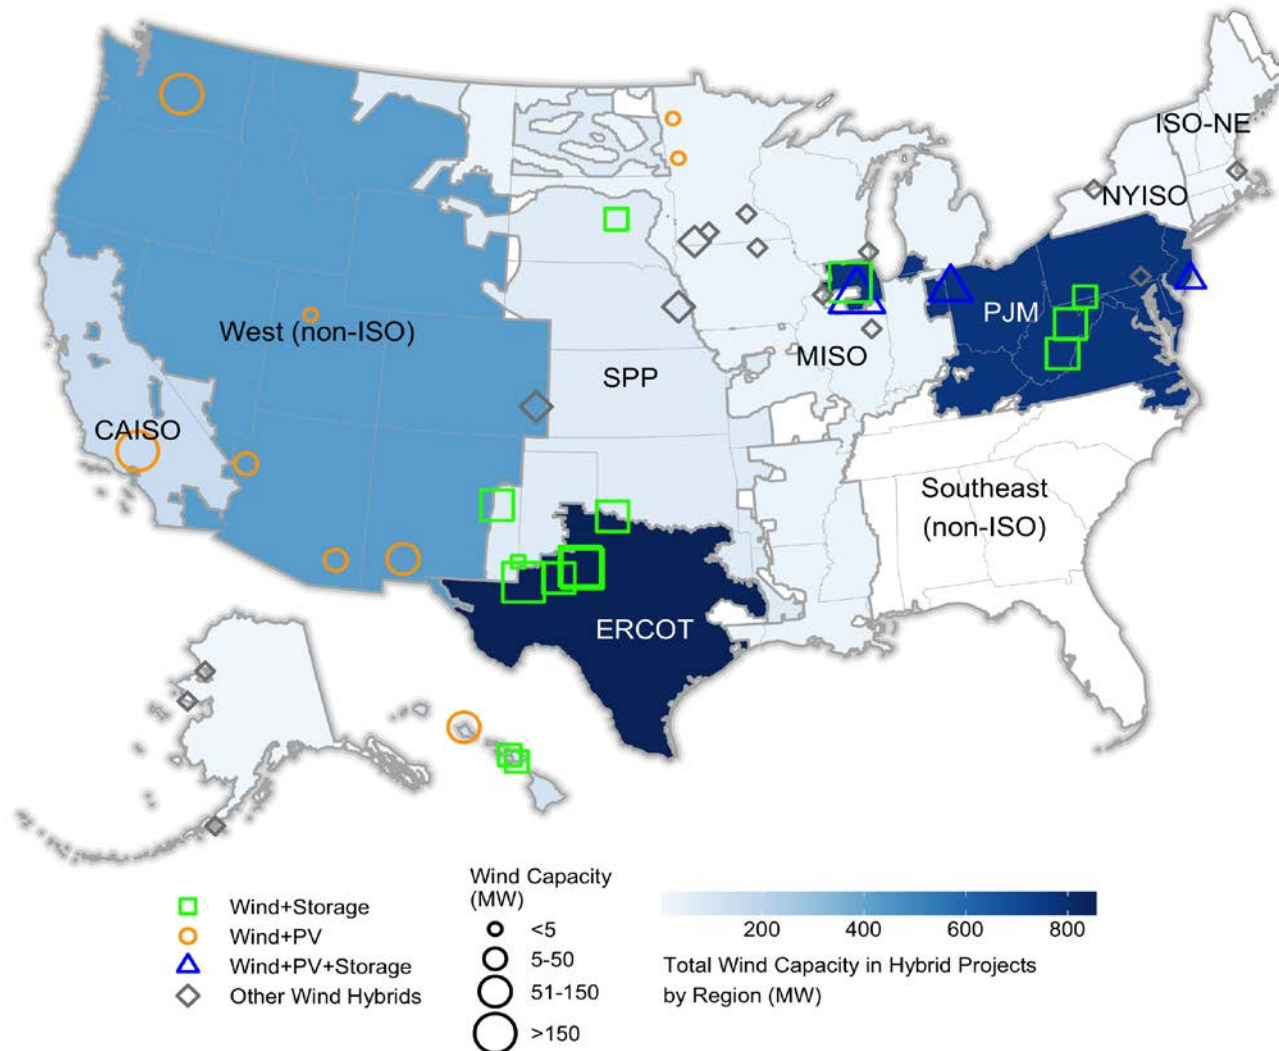 ISO-NE
NYISO
PJM
West (non-ISO)
MISO
SPP
CAISO
Southeast
(non-ISO)
ERCOT
Wind+Storage
Wind+PV
Wind+PV+Storage
Other Wind Hybrids
Wind Capacity
(MW)
<5
5-50
51-150
>150
200 400 600 800
Total Wind Capacity in Hybrid Projects
by Region (MW)